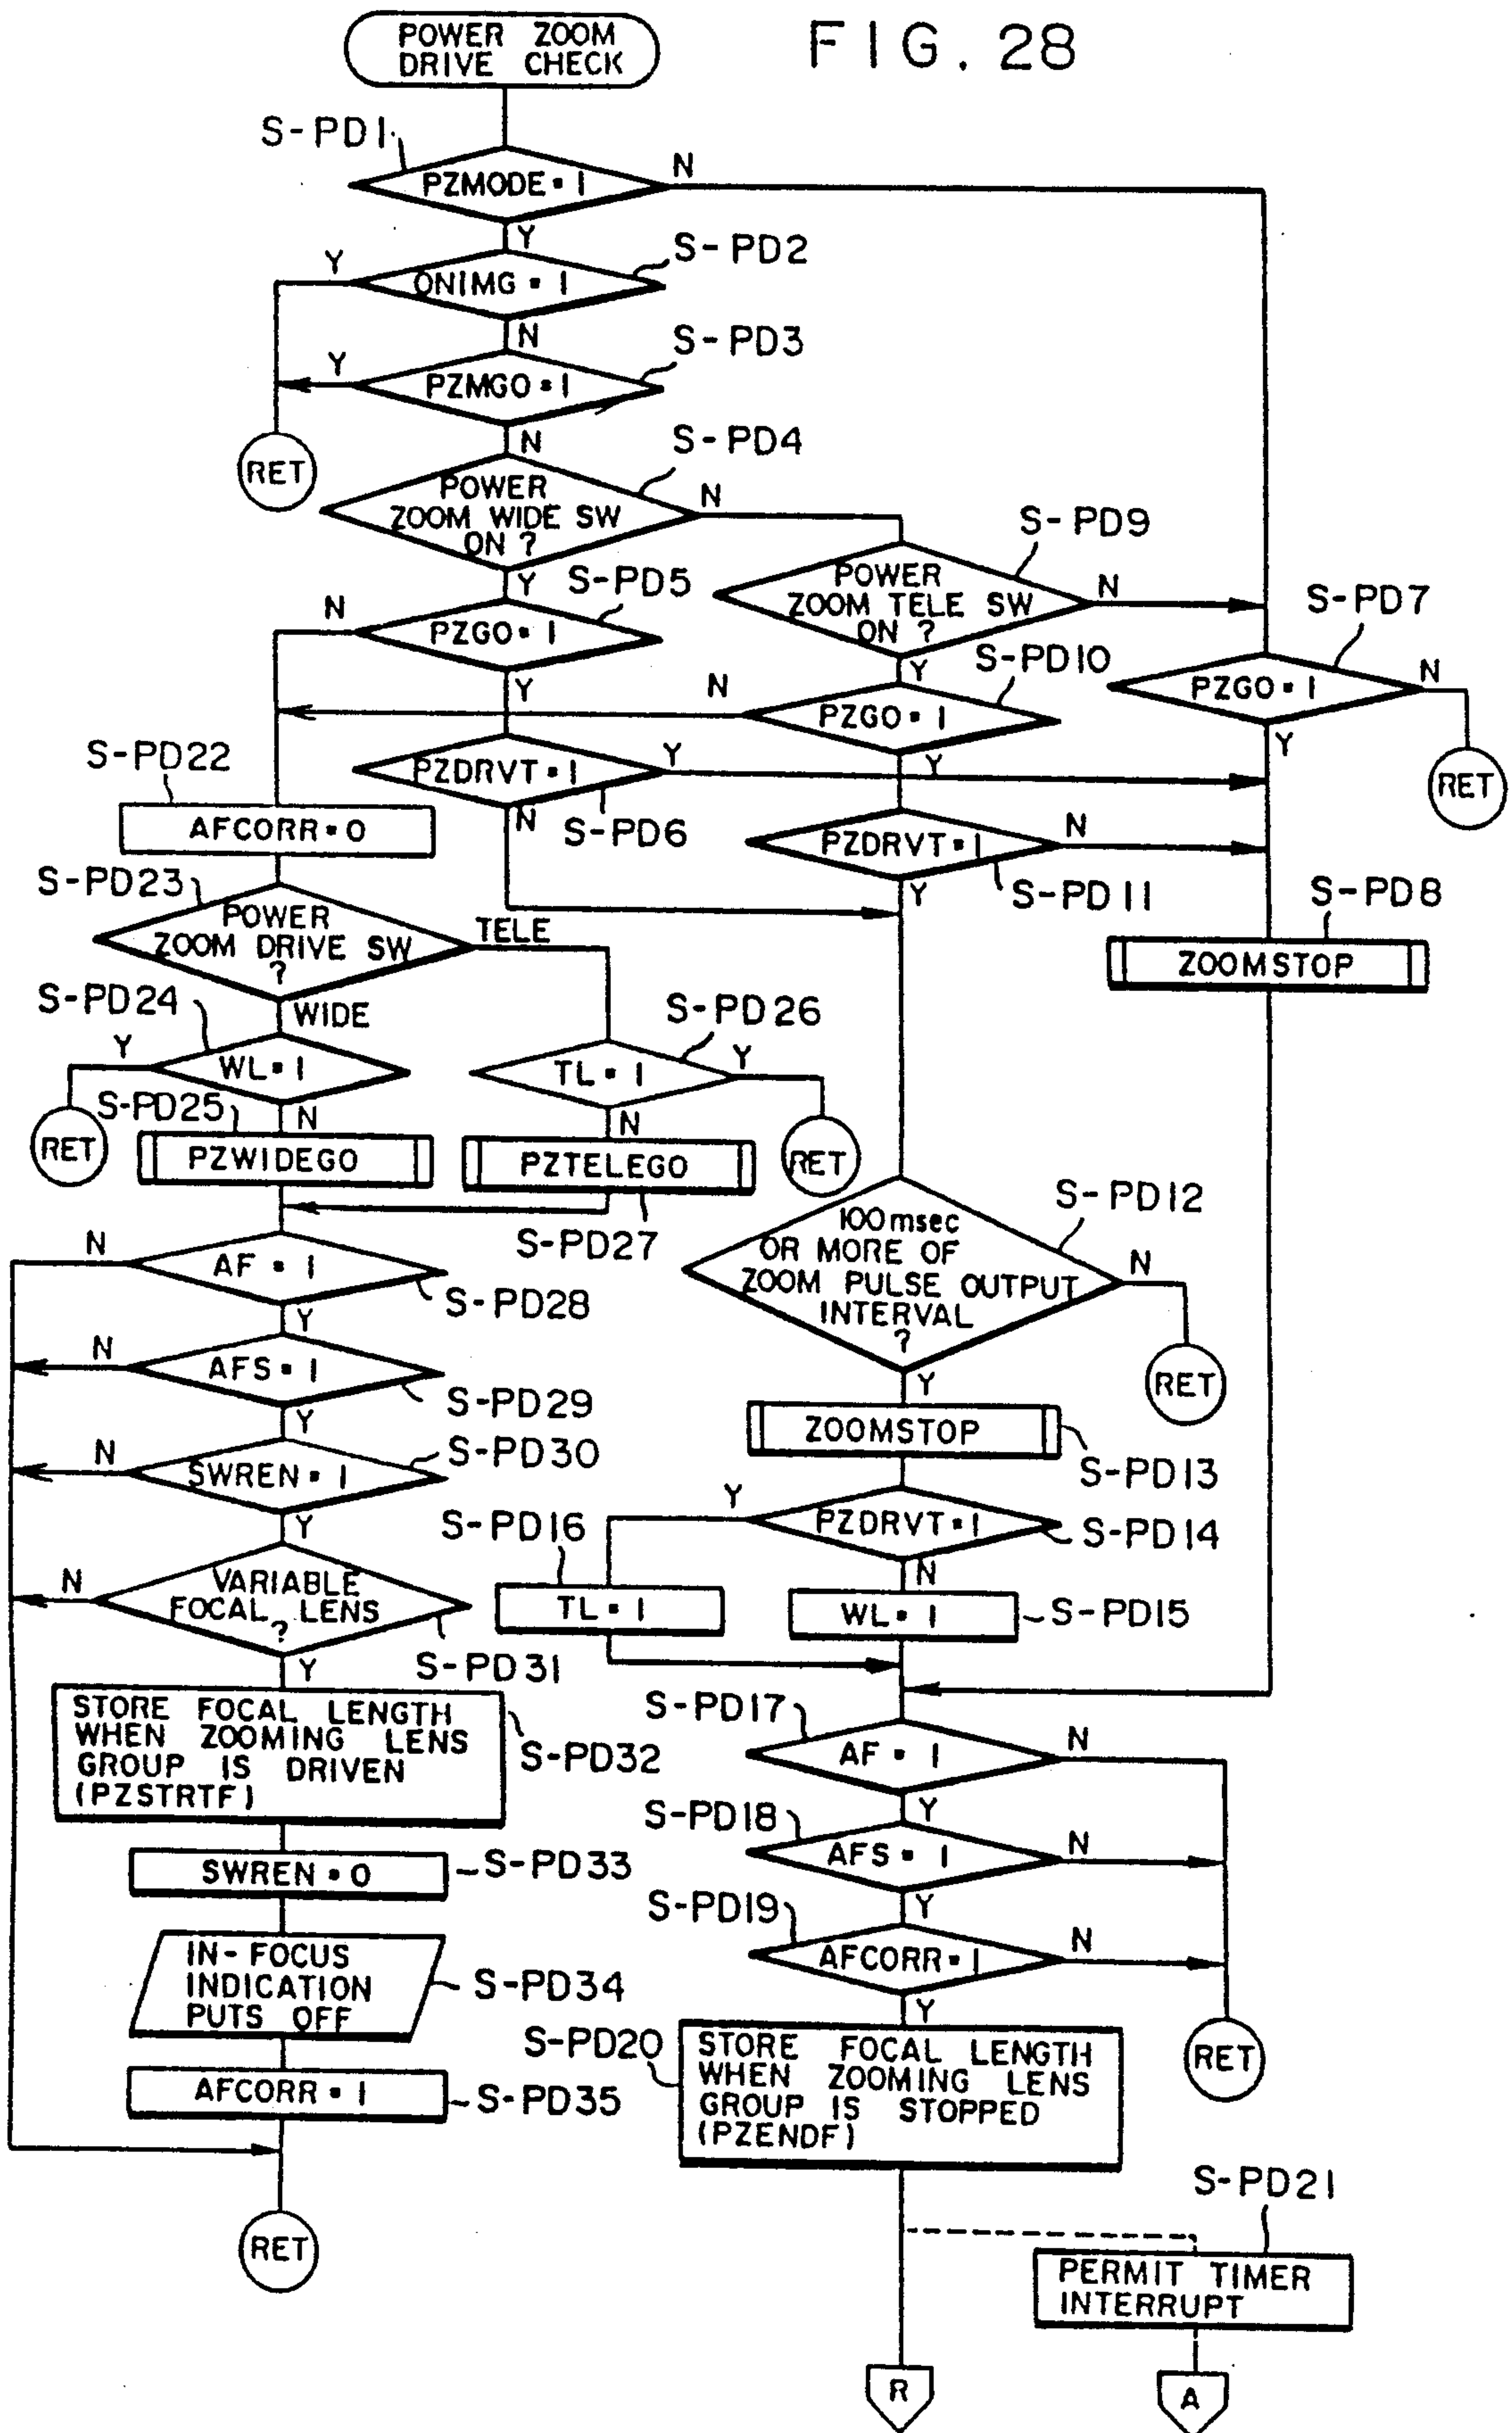 FIG. 28
POWER ZOOM
DRIVE CHECK
S-PD1
PZMODE=1
N
Y
S-PD2
ONIMG=1
Y
N
S-PD3
PZMGO=1
Y
N
RET
S-PD4
POWER
ZOOM WIDE SW
ON ?
N
Y
S-PD9
POWER
ZOOM TELE SW
ON ?
N
Y
S-PD5
PZGO=1
N
Y
S-PD7
PZGO=1
N
Y
RET
S-PD10
PZGO=1
N
Y
PZDRVT=1
Y
N
S-PD6
PZDRVT=1
N
Y
S-PD11
S-PD8
ZOOMSTOP
S-PD22
AFCORR=0
S-PD23
POWER
ZOOM DRIVE SW
?
TELE
WIDE
S-PD24
WL=1
Y
N
RET
S-PD26
TL=1
Y
N
RET
S-PD25
PZWIDEGO
PZTELEGO
S-PD27
S-PD12
100msec
OR MORE OF
ZOOM PULSE OUTPUT
INTERVAL
?
N
Y
RET
AF=1
N
Y
S-PD28
AFS=1
N
Y
S-PD29
ZOOMSTOP
S-PD13
S-PD30
SWREN=1
N
Y
PZDRVT=1
Y
N
S-PD14
S-PD16
TL=1
WL=1
S-PD15
VARIABLE
FOCAL LENS
?
N
Y
S-PD31
STORE FOCAL LENGTH
WHEN ZOOMING LENS
GROUP IS DRIVEN
(PZSTRTF)
S-PD32
S-PD17
AF=1
N
Y
S-PD18
AFS=1
N
Y
SWREN=0
S-PD33
S-PD19
AFCORR=1
N
Y
RET
IN-FOCUS
INDICATION
PUTS OFF
S-PD34
S-PD20
STORE FOCAL LENGTH
WHEN ZOOMING LENS
GROUP IS STOPPED
(PZENDF)
AFCORR=1
S-PD35
RET
S-PD21
PERMIT TIMER
INTERRUPT
R
A